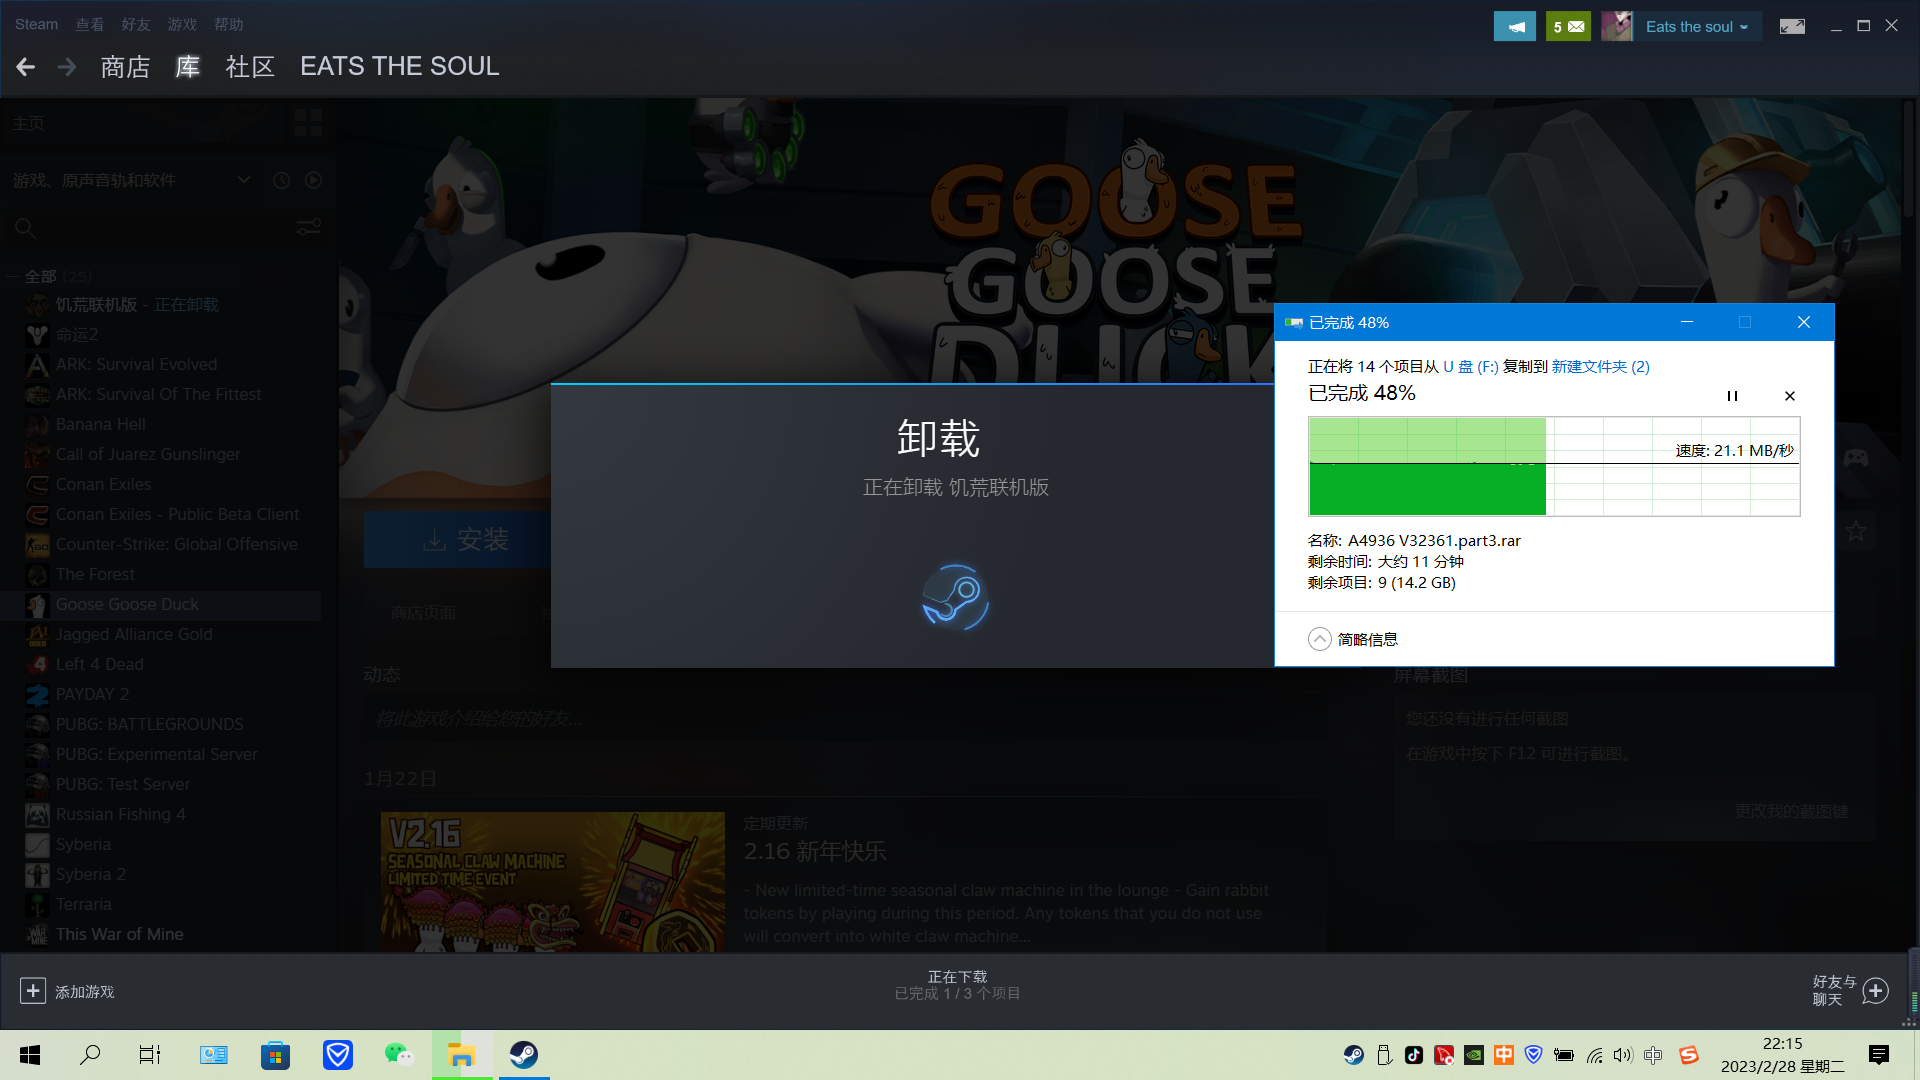 Steam 查看 好友 游戏 帮助
5 Eats the soul
商店 库 社区 EATS THE SOUL
主页
游戏、原声音轨和软件
全部 (25)
饥荒联机版 - 正在卸载
命运2
ARK: Survival Evolved
ARK: Survival Of The Fittest
Banana Hell
Call of Juarez Gunslinger
Conan Exiles
Conan Exiles - Public Beta Client
Counter-Strike: Global Offensive
The Forest
Goose Goose Duck
Jagged Alliance Gold
Left 4 Dead
PAYDAY 2
PUBG: BATTLEGROUNDS
PUBG: Experimental Server
PUBG: Test Server
Russian Fishing 4
Syberia
Syberia 2
Terraria
This War of Mine
GOOSE
GOOSE
DUCK
卸载
正在卸载 饥荒联机版
安装
商店页面
动态
将此游戏介绍给您的好友...
1月22日
V2.16
SEASONAL CLAW MACHINE
LIMITED TIME EVENT
定期更新
2.16 新年快乐
- New limited-time seasonal claw machine in the lounge - Gain rabbit
tokens by playing during this period. Any tokens that you do not use
will convert into white claw machine...
已完成 48%
正在将 14 个项目从 U 盘 (F:) 复制到 新建文件夹 (2)
已完成 48%
速度: 21.1 MB/秒
名称: A4936 V32361.part3.rar
剩余时间: 大约 11 分钟
剩余项目: 9 (14.2 GB)
简略信息
屏幕截图
您还没有进行任何截图
在游戏中按下 F12 可进行截图。
更改我的截图键
添加游戏
正在下载
已完成 1 / 3 个项目
好友与
聊天
中
22:15
2023/2/28 星期二